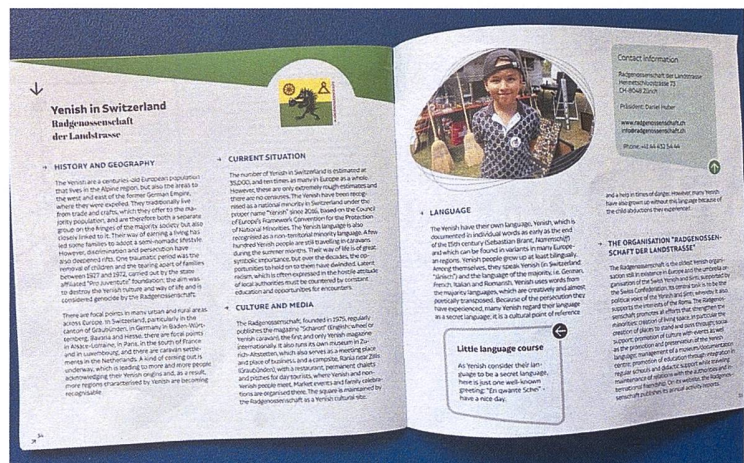 Yenish in Switzerland
Radgenossenschaft
der Landstrasse
HISTORY AND GEOGRAPHY
The Yenish are a centuries-old European population
that lives in the Alpine region, but also the areas to
the west and east of the former German Empire,
where they were expelled. They traditionally live
from trade and crafts, which they offer to the ma-
jority population, and are therefore both a separate
group on the fringes of the majority society but also
closely linked to it. Their way of earning a living has
led some families to adopt a semi-nomadic lifestyle.
However, discrimination and persecution have
also deepened rifts. One traumatic period was the
removal of children and the tearing apart of families
between 1927 and 1972, carried out by the state
affiliated "Pro Juventute" foundation; the aim was
to destroy the Yenish culture and way of life and is
considered genocide by the Radgenossenschaft.
There are focal points in many urban and rural areas
across Europe. In Switzerland, particularly in the
canton of Graubünden, in Germany in Baden-Würt-
temberg, Bavaria and Hesse, there are focal points
in Alsace-Lorraine, in Paris, in the south of France
and in Luxembourg, and there are caravan settle-
ments in the Netherlands. A kind of coming out is
underway, which is leading to more and more people
acknowledging their Yenish origins and, as a result,
more regions characterised by Yenish are becoming
recognisable.
34
CURRENT SITUATION
The number of Yenish in Switzerland is estimated at
35,000, and ten times as many in Europe as a whole.
However, these are only extremely rough estimates and
there are no censuses. The Yenish have been recog-
nised as a national minority in Switzerland under the
proper name "Yenish" since 2016, based on the Council
of Europe's Framework Convention for the Protection
of National Minorities. The Yenish language is also
recognised as a non-territorial minority language. A few
hundred Yenish people are still travelling in caravans
during the summer months. Their way of life is of great
symbolic importance, but over the decades, the op-
portunities to hold on to them have dwindled. Latent
racism, which is often expressed in the hostile attitude
of local authorities must be countered by constant
education and opportunities for encounters.
CULTURE AND MEDIA
The Radgenossenschaft, founded in 1975, regularly
publishes the magazine "Scharotl" (English: wheel or
Yenish caravan), the first and only Yenish magazine
internationally. It also runs its own museum in Zu-
rich-Altstetten, which also serves as a meeting place
and place of business, and a campsite, Rania near Zillis
(Graubünden), with a restaurant, permanent chalets
and pitches for day tourists, where Yenish and non-
Yenish people meet. Market events and family celebra-
tions are organised there. The square is maintained by
the Radgenossenschaft as a Yenish cultural site.
LANGUAGE
The Yenish have their own language, Yenish, which is
documented in individual words as early as the end
of the 15th century (Sebastian Brant, Narrenschiff)
and which can be found in variants in many Europe-
an regions. Yenish people grow up at least bilingually.
Among themselves, they speak Yenish (in Switzerland
"Jänisch") and the language of the majority, i.e. German,
French, Italian or Romansh. Yenish uses words from
the majority languages, which are creatively and almost
poetically transposed. Because of the persecution they
have experienced, many Yenish regard their language
as a secret language; it is a cultural point of reference
Little language course
As Yenish consider their lan-
guage to be a secret language,
here is just one well-known
greeting: "En qwante Schei" -
have a nice day.
Contact Information
Radgenossenschaft der Landstrasse
Hermetschloostrasse 73
CH-8048 Zürich
Präsident: Daniel Huber
www.radgenossenschaft.ch
info@radgenossenschaft.ch
Phone: +41 44 432 54 44
and a help in times of danger. However, many Yenish
have also grown up without this language because of
the child abductions they experienced.
THE ORGANISATION "RADGENOSSEN-
SCHAFT DER LANDSTRASSE"
The Radgenossenschaft is the oldest Yenish organi-
sation still in existence in Europe and the umbrella or-
ganisation of the Swiss Yenish and Sinti, supported by
the Swiss Confederation. Its central task is to be the
political voice of the Yenish and Sinti, whereby it also
supports the interests of the Roma. The Radgenos-
senschaft promotes all efforts that strengthen the
minorities: creation of living space, in particular the
creation of places to stand and pass through; social
support; promotion of culture with events as well
as the promotion and preservation of the Yenish
language; management of a museum/documentation
centre; promotion of education through integration in
regular schools and didactic support while traveling;
maintenance of relations with the authorities and in-
ternational friendship. On its website, the Radgenos-
senschaft publishes its annual activity reports.